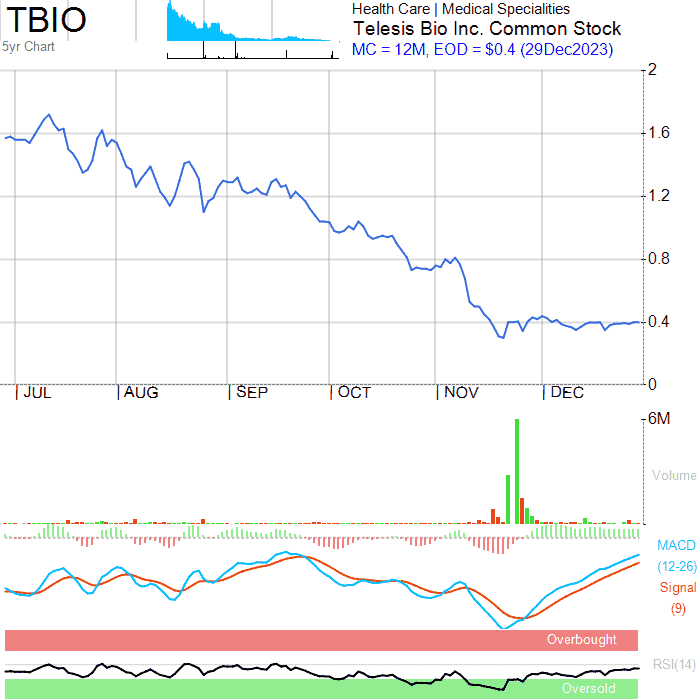 TBIO
5yr Chart
Health Care | Medical Specialities
Telesis Bio Inc. Common Stock
MC = 12M, EOD = $0.4 (29Dec2023)
2
1.6
1.2
0.8
0.4
0
JUL AUG SEP OCT NOV DEC
6M
Volume
MACD
(12-26)
Signal
(9)
Overbought
RSI(14)
Oversold